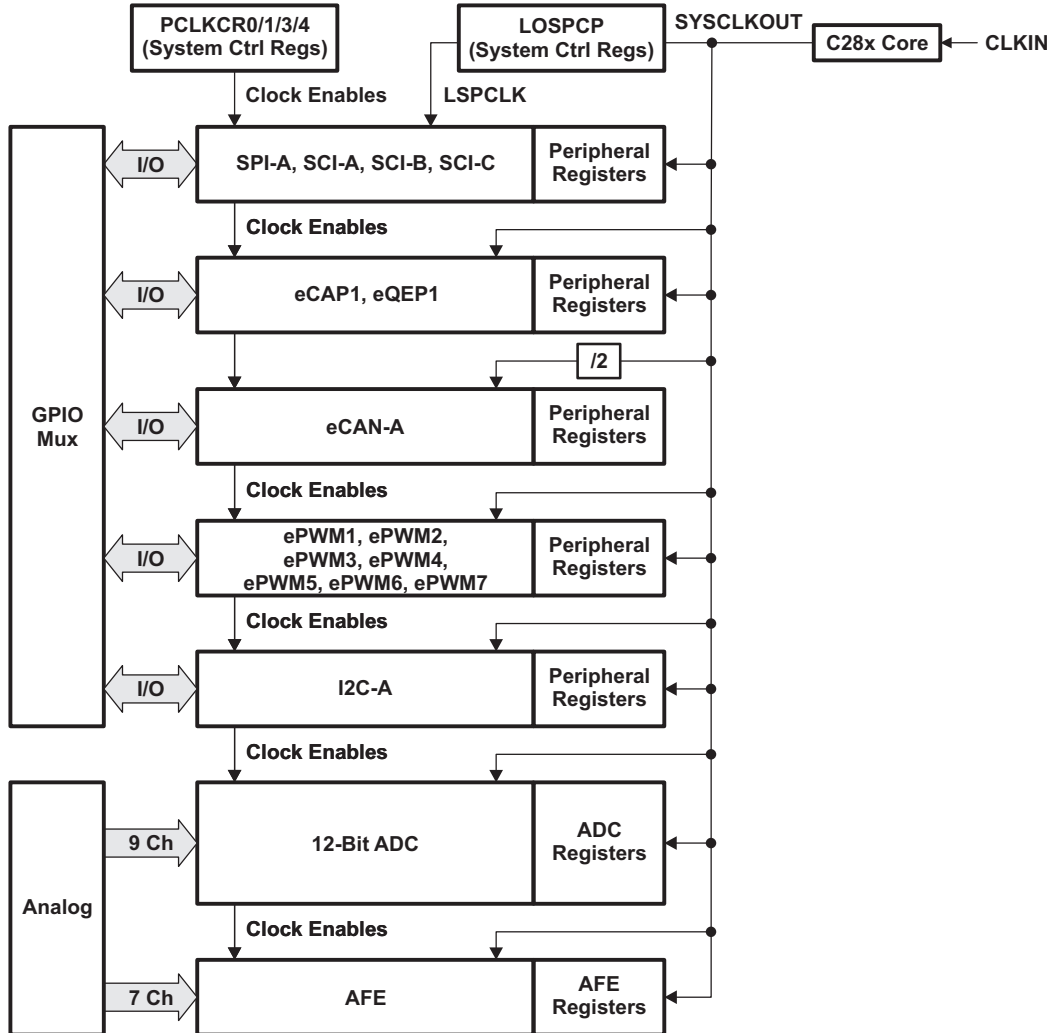 PCLKCR0/1/3/4
(System Ctrl Regs)
LOSPCP
(System Ctrl Regs)
SYSCLKOUT
C28x Core
CLKIN
Clock Enables
LSPCLK
I/O
SPI-A, SCI-A, SCI-B, SCI-C
Peripheral
Registers
Clock Enables
I/O
eCAP1, eQEP1
Peripheral
Registers
/2
GPIO
Mux
I/O
eCAN-A
Peripheral
Registers
Clock Enables
I/O
ePWM1, ePWM2,
ePWM3, ePWM4,
ePWM5, ePWM6, ePWM7
Peripheral
Registers
Clock Enables
I/O
I2C-A
Peripheral
Registers
Clock Enables
Analog
9 Ch
12-Bit ADC
ADC
Registers
Clock Enables
7 Ch
AFE
AFE
Registers